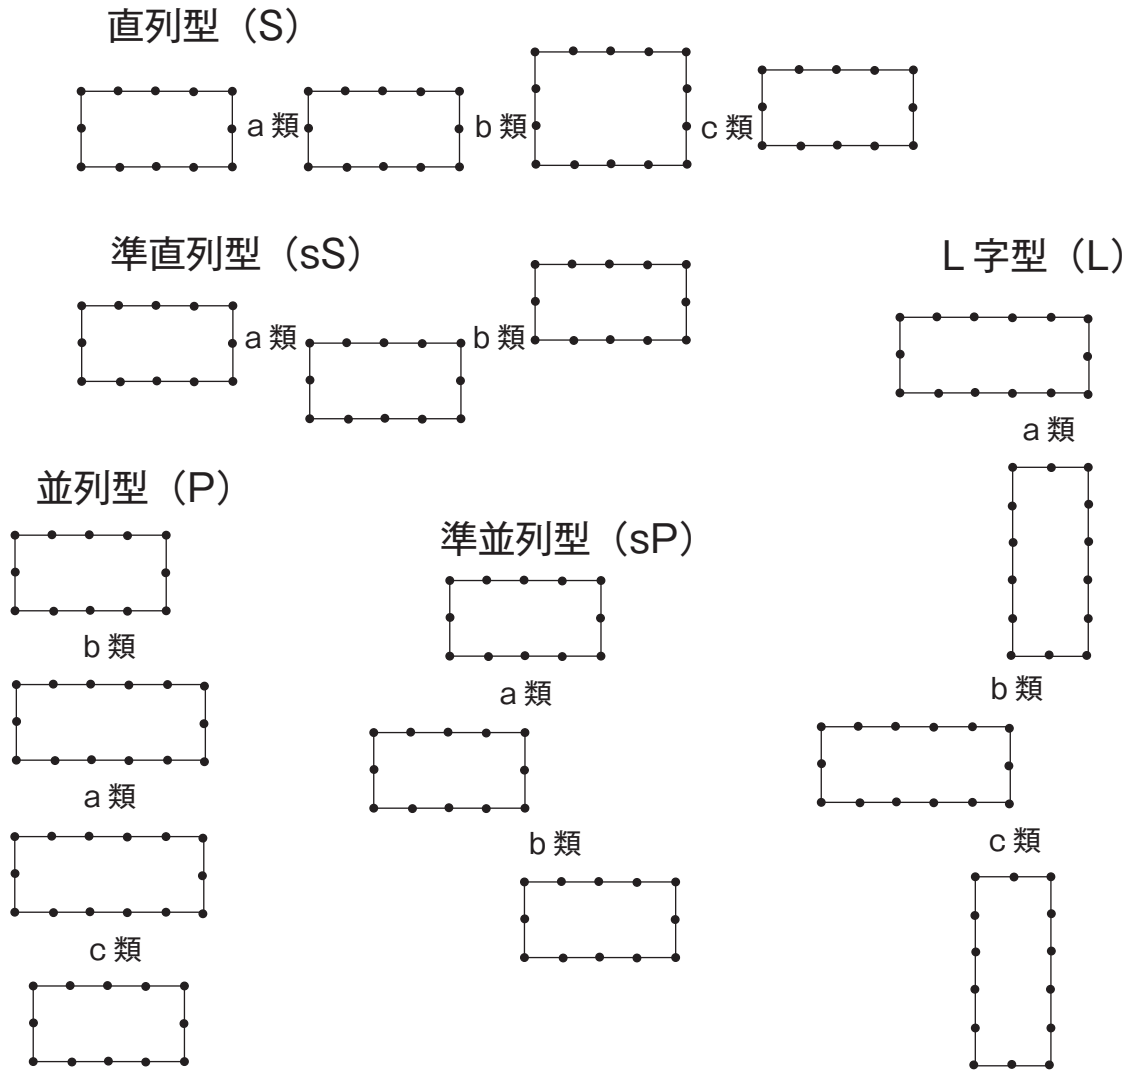 直列型（S）
a 類 b 類 c 類
準直列型（sS）
a 類 b 類
L 字型（L）
a 類
b 類
c 類
並列型（P）
b 類
a 類
c 類
準並列型（sP）
a 類
b 類